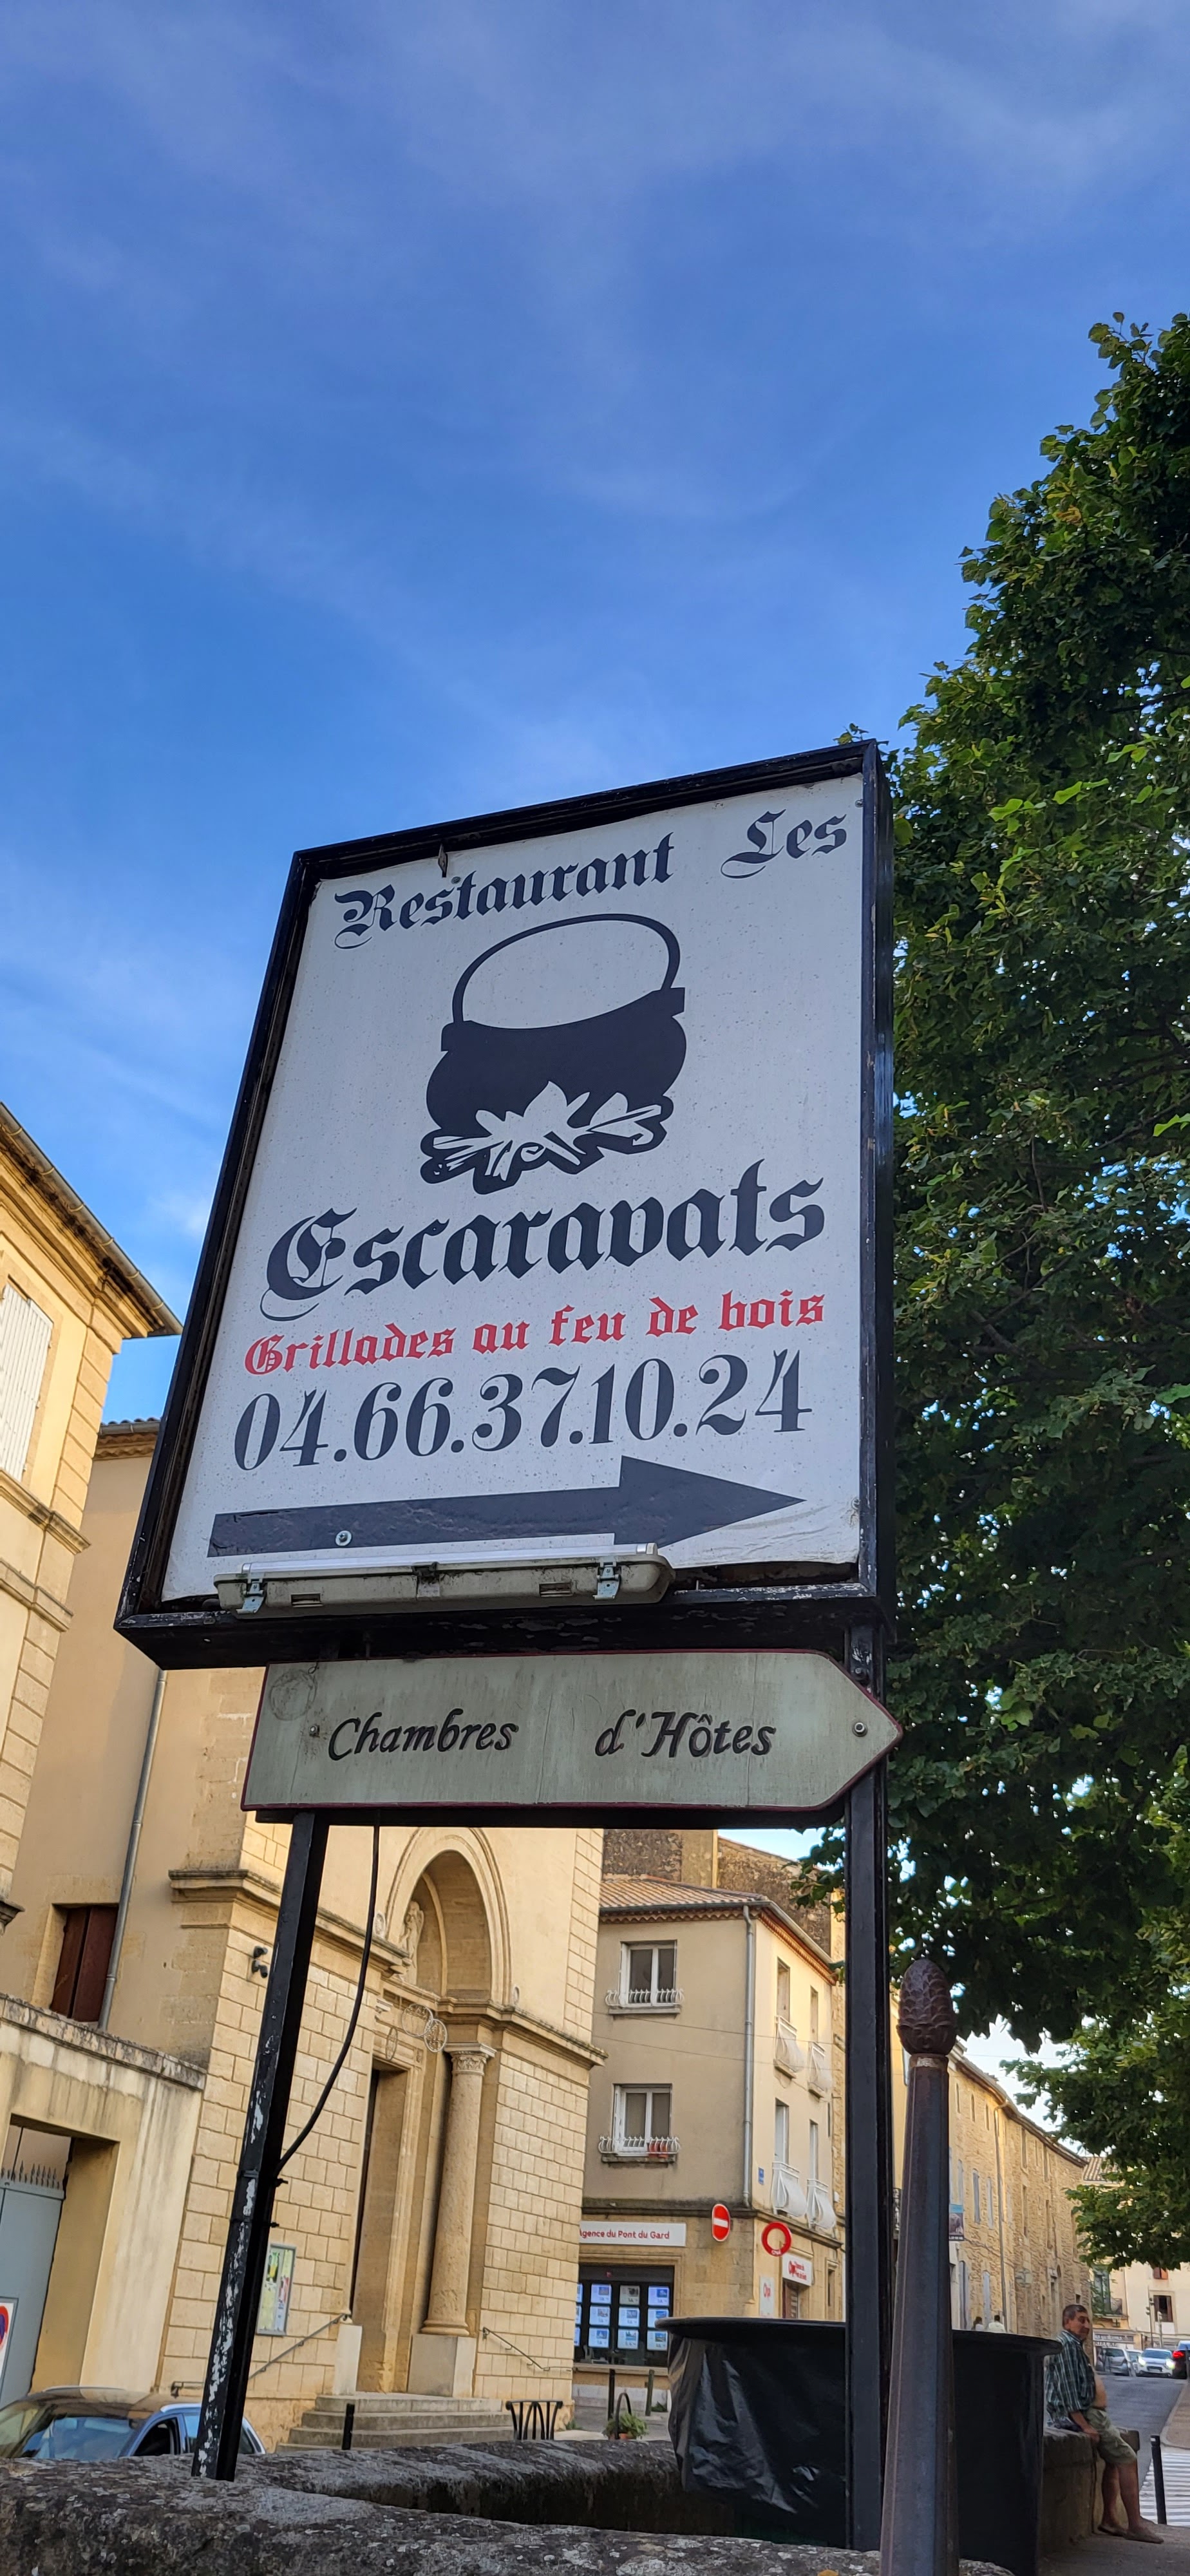 Restaurant Les
Escaravats
Grillades au feu de bois
04.66.37.10.24
Chambres d'Hôtes
Agence du Pont du Gard